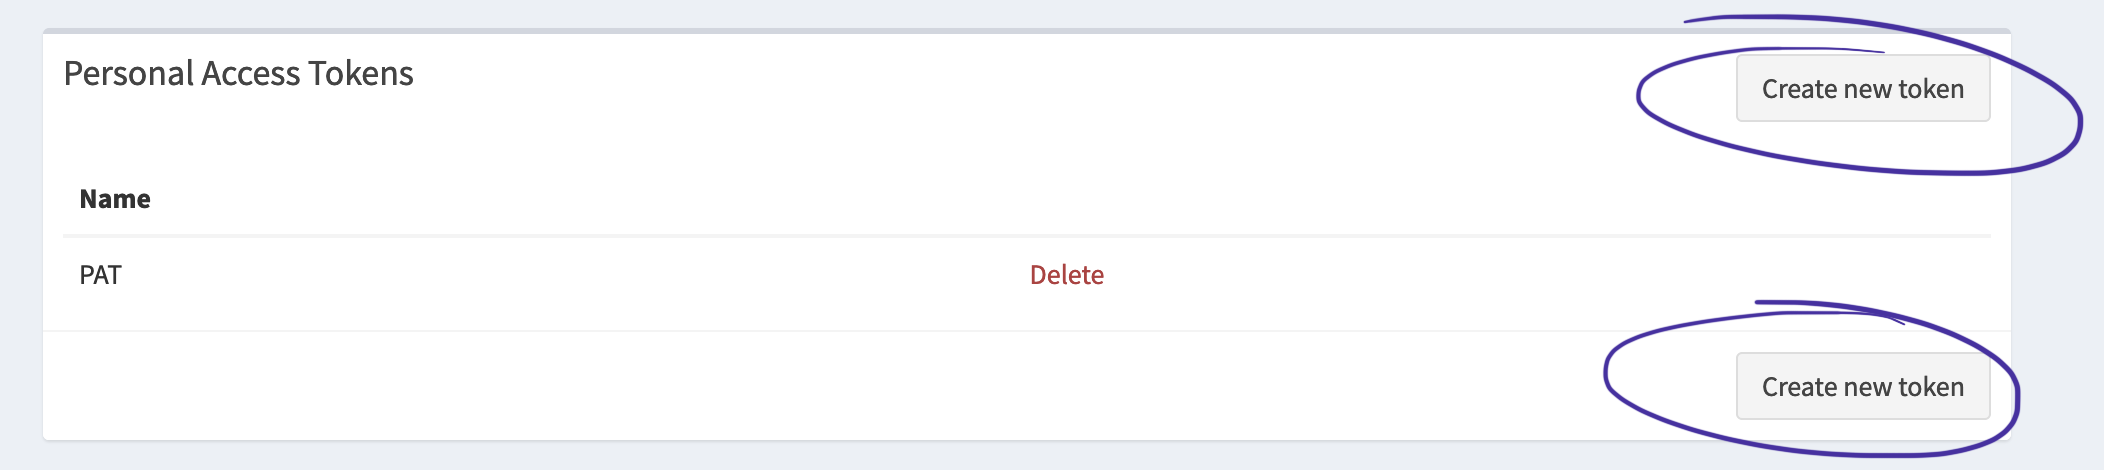 Personal Access Tokens
Create new token
Name
PAT Delete
Create new token